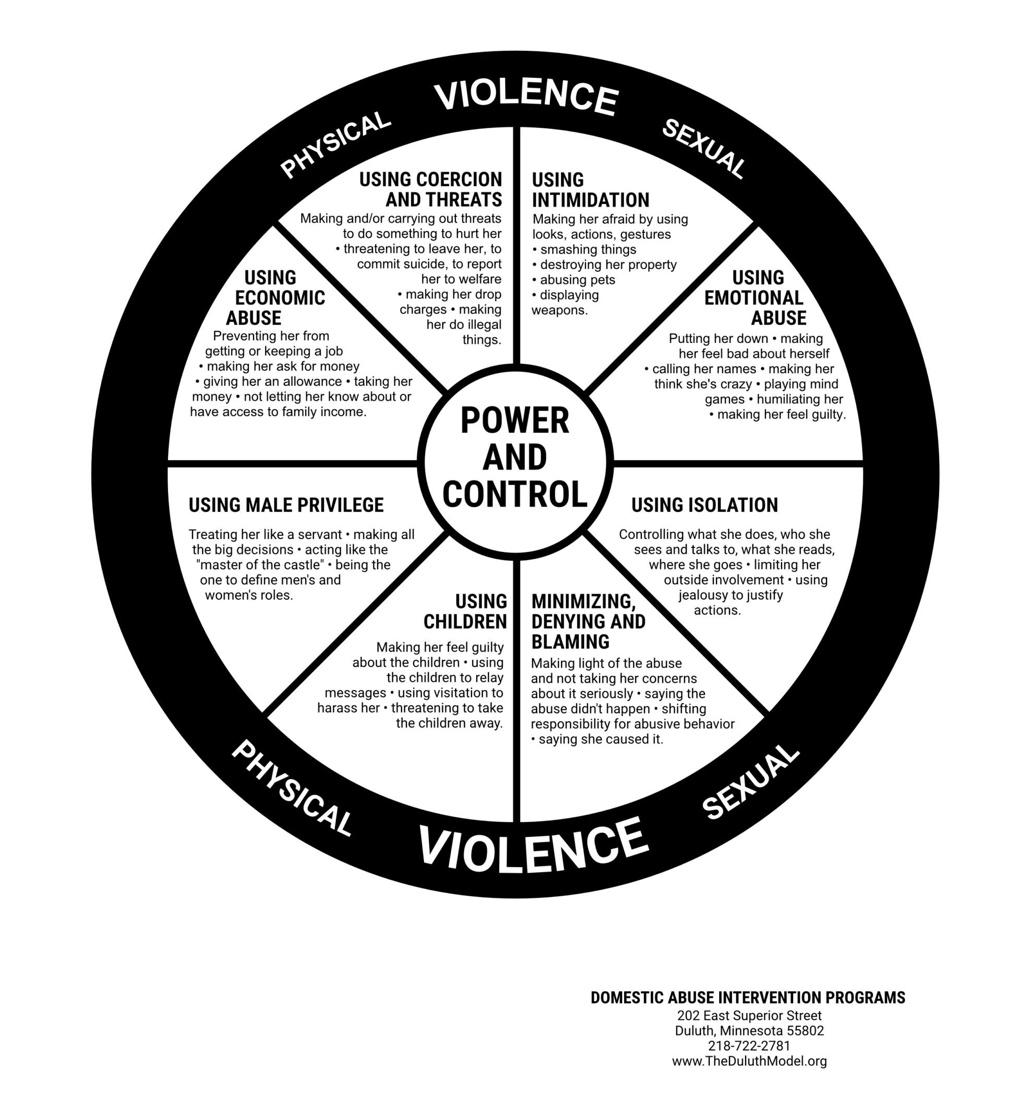 PHYSICAL
VIOLENCE
SEXUAL
USING COERCION
AND THREATS
Making and/or carrying out threats
to do something to hurt her
• threatening to leave her, to
commit suicide, to report
her to welfare
• making her drop
charges • making
her do illegal
things.
USING
INTIMIDATION
Making her afraid by using
looks, actions, gestures
• smashing things
• destroying her property
• abusing pets
• displaying
weapons.
USING
EMOTIONAL
ABUSE
Putting her down • making
her feel bad about herself
• calling her names • making her
think she's crazy • playing mind
games • humiliating her
• making her feel guilty.
USING ISOLATION
Controlling what she does, who she
sees and talks to, what she reads,
where she goes • limiting her
outside involvement • using
jealousy to justify
actions.
MINIMIZING,
DENYING AND
BLAMING
Making light of the abuse
and not taking her concerns
about it seriously • saying the
abuse didn't happen • shifting
responsibility for abusive behavior
• saying she caused it.
USING
CHILDREN
Making her feel guilty
about the children • using
the children to relay
messages • using visitation to
harass her • threatening to take
the children away.
USING MALE PRIVILEGE
Treating her like a servant • making all
the big decisions • acting like the
"master of the castle" • being the
one to define men's and
women's roles.
USING
ECONOMIC
ABUSE
Preventing her from
getting or keeping a job
• making her ask for money
• giving her an allowance • taking her
money • not letting her know about or
have access to family income.
POWER
AND
CONTROL
PHYSICAL
VIOLENCE
SEXUAL
DOMESTIC ABUSE INTERVENTION PROGRAMS
202 East Superior Street
Duluth, Minnesota 55802
218-722-2781
www.TheDuluthModel.org